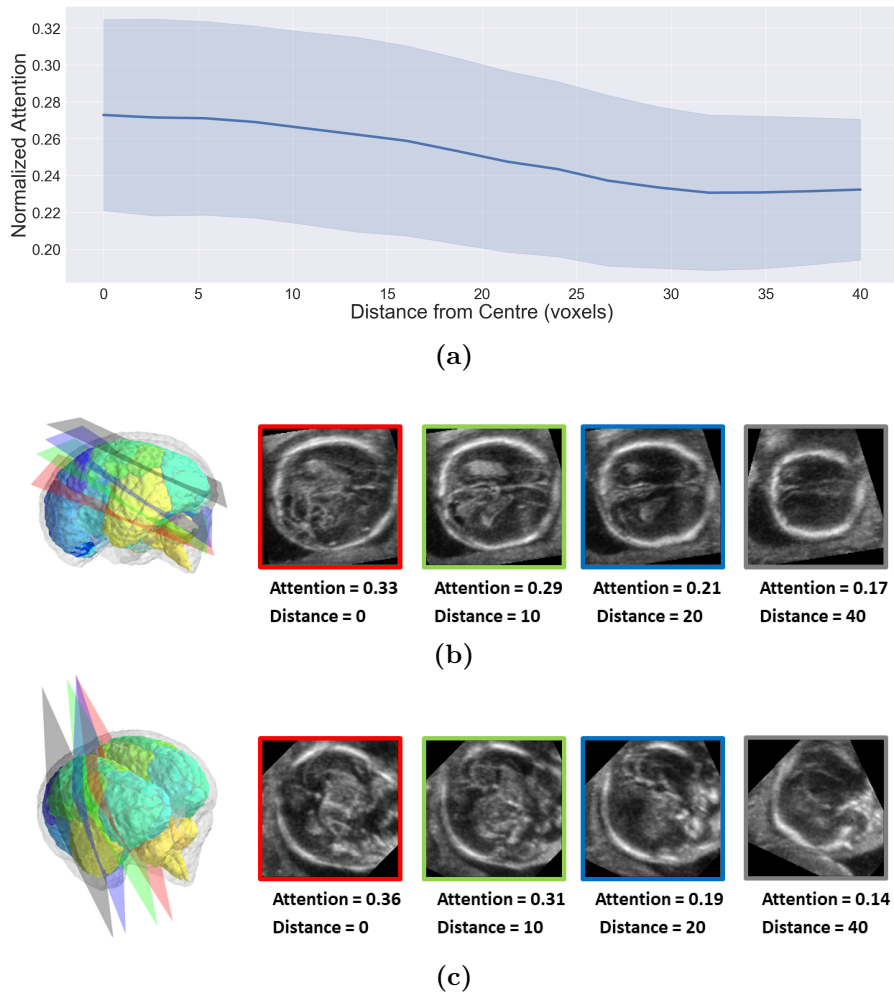 0.32
0.30
0.28
0.26
0.24
0.22
0.20
Normalized Attention
0 5 10 15 20 25 30 35 40
Distance from Centre (voxels)
(a)
Attention = 0.33 Attention = 0.29 Attention = 0.21 Attention = 0.17
Distance = 0 Distance = 10 Distance = 20 Distance = 40
(b)
Attention = 0.36 Attention = 0.31 Attention = 0.19 Attention = 0.14
Distance = 0 Distance = 10 Distance = 20 Distance = 40
(c)